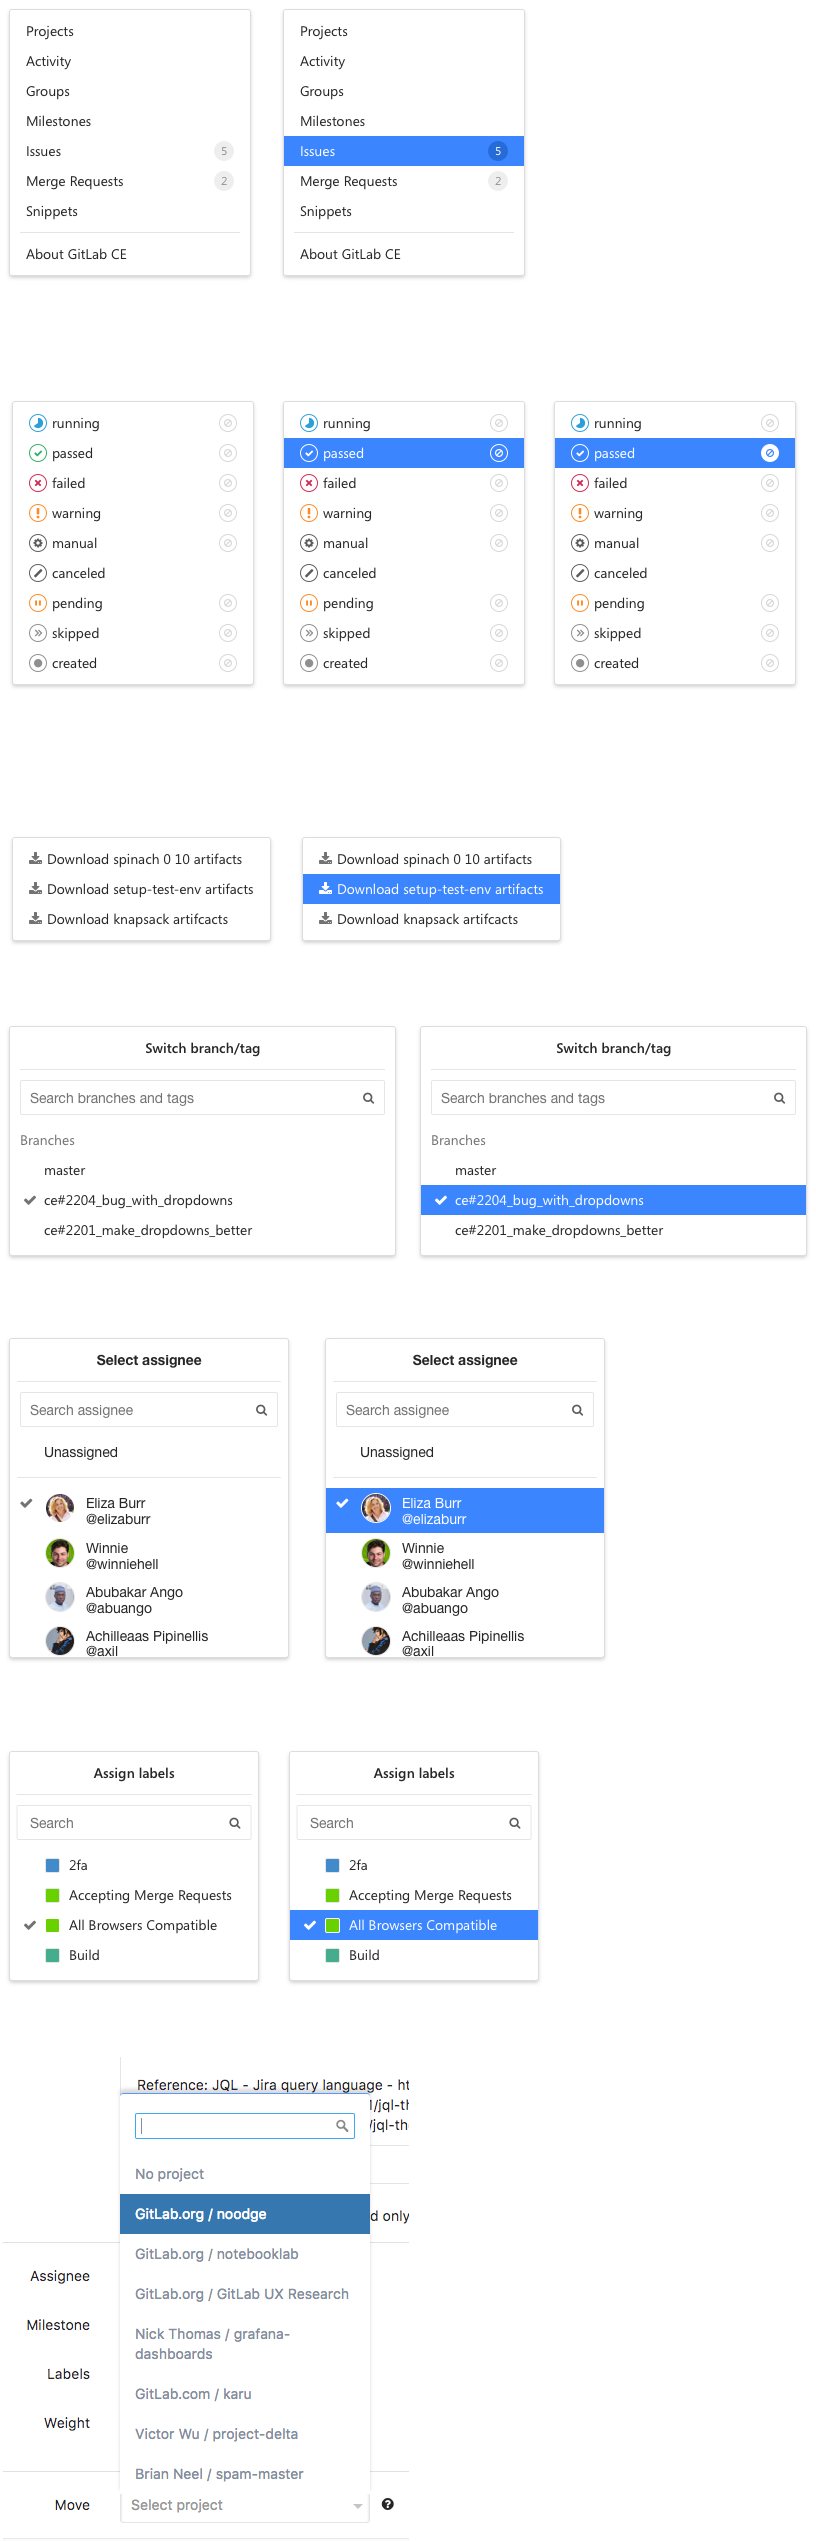 Projects
Activity
Groups
Milestones
Issues 5
Merge Requests 2
Snippets
About GitLab CE
Projects
Activity
Groups
Milestones
Issues 5
Merge Requests 2
Snippets
About GitLab CE
running
passed
failed
warning
manual
canceled
pending
skipped
created
running
passed
failed
warning
manual
canceled
pending
skipped
created
running
passed
failed
warning
manual
canceled
pending
skipped
created
Download spinach 0 10 artifacts
Download setup-test-env artifacts
Download knapsack artifcacts
Download spinach 0 10 artifacts
Download setup-test-env artifacts
Download knapsack artifcacts
Switch branch/tag
Search branches and tags
Branches
master
ce#2204_bug_with_dropdowns
ce#2201_make_dropdowns_better
Switch branch/tag
Search branches and tags
Branches
master
ce#2204_bug_with_dropdowns
ce#2201_make_dropdowns_better
Select assignee
Search assignee
Unassigned
Eliza Burr
@elizaburr
Winnie
@winniehell
Abubakar Ango
@abuango
Achilleaas Pipinellis
@axil
Select assignee
Search assignee
Unassigned
Eliza Burr
@elizaburr
Winnie
@winniehell
Abubakar Ango
@abuango
Achilleaas Pipinellis
@axil
Assign labels
Search
2fa
Accepting Merge Requests
All Browsers Compatible
Build
Assign labels
Search
2fa
Accepting Merge Requests
All Browsers Compatible
Build
Reference: JQL - Jira query language - ht
/jql-th
/jql-the
No project
GitLab.org / noodge
d only
GitLab.org / notebooklab
Assignee
GitLab.org / GitLab UX Research
Milestone
Nick Thomas / grafana-
dashboards
Labels
GitLab.com / karu
Weight
Victor Wu / project-delta
Brian Neel / spam-master
Move
Select project